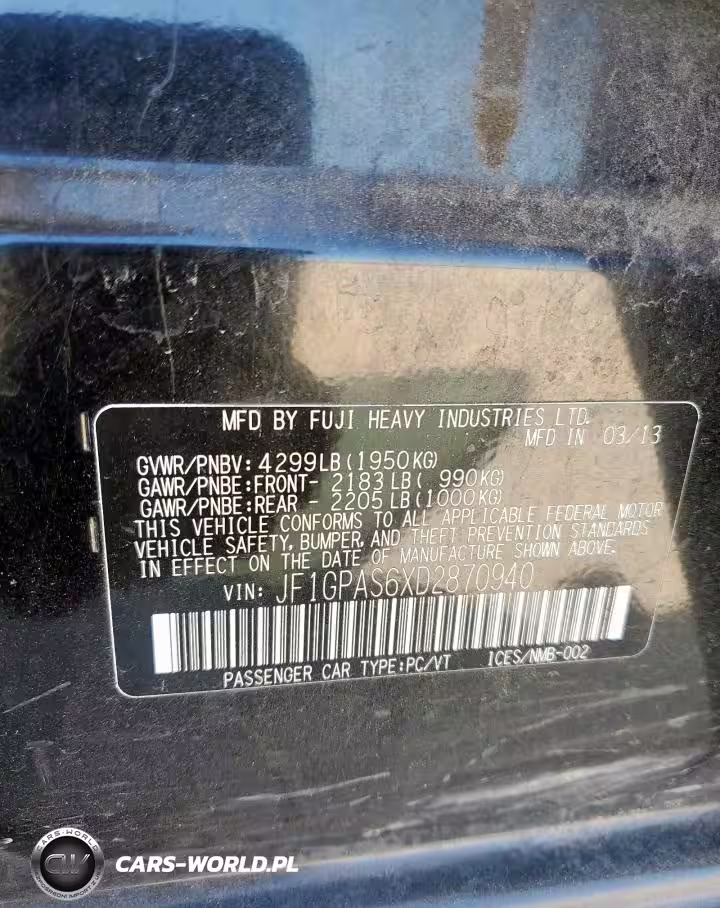 MFD BY FUJI HEAVY INDUSTRIES LTD.
MFD IN 03/13
GVWR/PNBV: 4299LB (1950KG)
GAWR/PNBE:FRONT- 2183 LB ( 990KG)
GAWR/PNBE:REAR - 2205 LB (1000KG)
THIS VEHICLE CONFORMS TO ALL APPLICABLE FEDERAL MOTOR
VEHICLE SAFETY, BUMPER, AND THEFT PREVENTION STANDARDS
IN EFFECT ON THE DATE OF MANUFACTURE SHOWN ABOVE.
VIN: JF1GPAS6XD2870940
PASSENGER CAR TYPE:PC/VT ICES/NMB-002
CARS-WORLD
CW
CARS-WORLD.PL